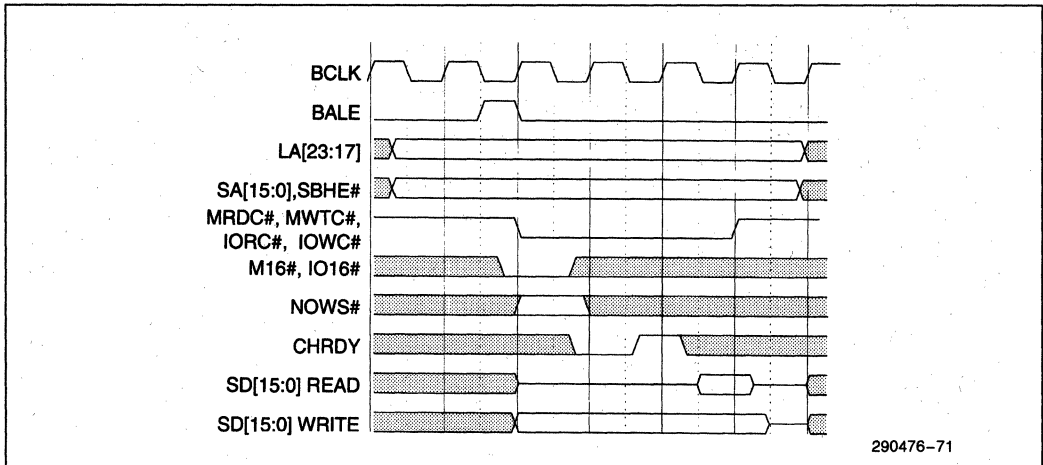 BCLK
BALE
LA[23:17]
SA[15:0],SBHE#
MRDC#, MWTC#,
IORC#, IOWC#
M16#, IO16#
NOWS#
CHRDY
SD[15:0] READ
SD[15:0] WRITE
290476–71